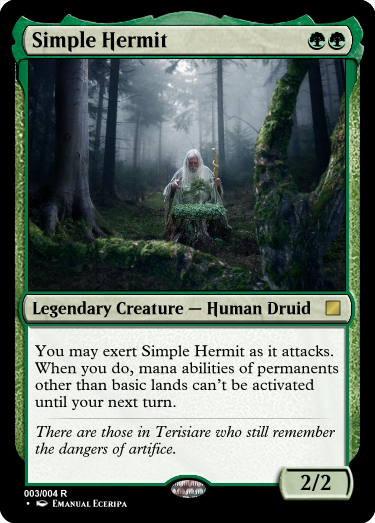 Simple Hermit
Legendary Creature — Human Druid
You may exert Simple Hermit as it attacks.
When you do, mana abilities of permanents
other than basic lands can't be activated
until your next turn.
There are those in Terisiare who still remember
the dangers of artifice.
2/2
003/004 R
• Emanual Eceripa